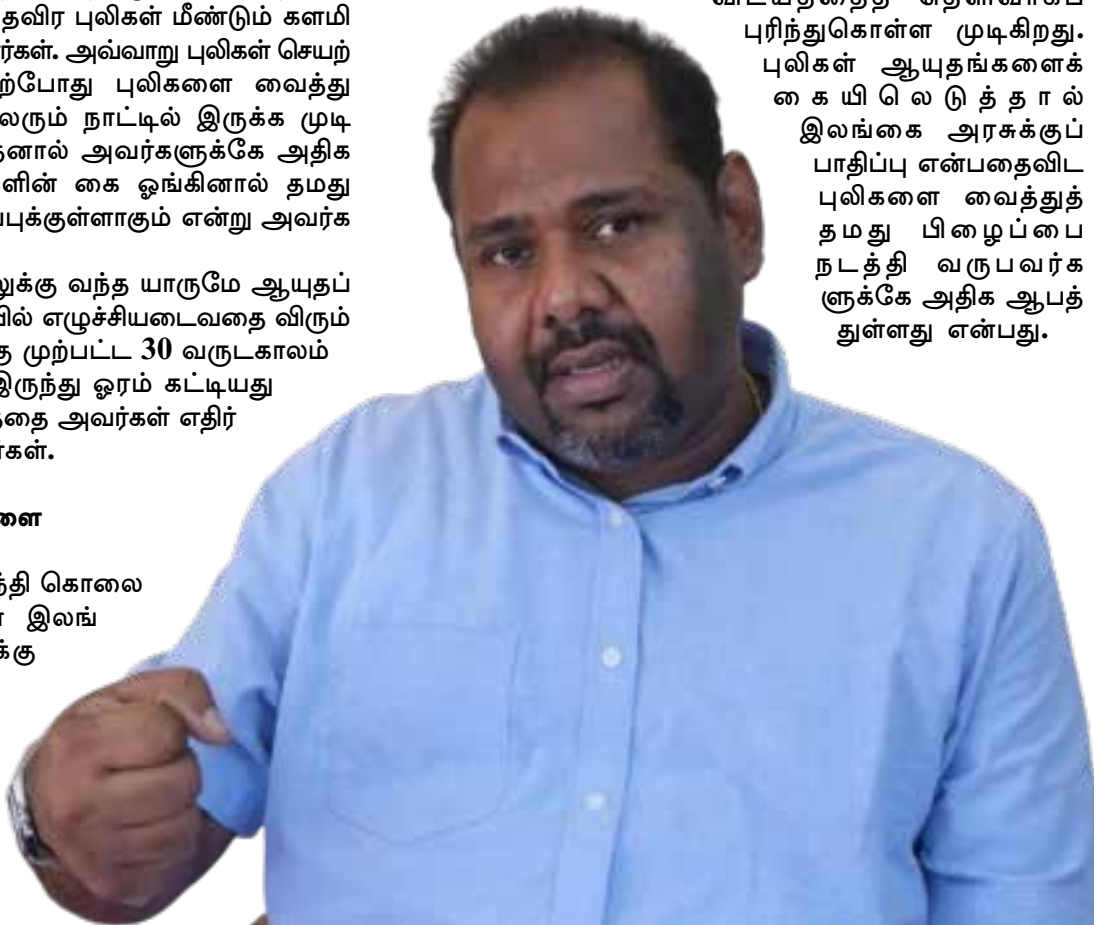 தவிர புலிகள் மீண்டும் களமி
ர்கள். அவ்வாறு புலிகள் செயற்
ற்போது புலிகளை வைத்து
லரும் நாட்டில் இருக்க முடி
தனால் அவர்களுக்கே அதிக
ளின் கை ஓங்கினால் தமது
ப்புக்குள்ளாகும் என்று அவர்க
லுக்கு வந்த யாருமே ஆயுதப்
வில் எழுச்சியடைவதை விரும்
கு முற்பட்ட 30 வருடகாலம்
இருந்து ஓரம் கட்டியது
த்தை அவர்கள் எதிர்
ர்கள்.
ளை
ந்தி கொலை
ா இலங்
க்கு
புரிந்துகொள்ள முடிகிறது.
புலிகள் ஆயுதங்களைக்
கையிலெடுத்தால்
இலங்கை அரசுக்குப்
பாதிப்பு என்பதைவிட
புலிகளை வைத்துத்
தமது பிழைப்பை
நடத்தி வருபவர்க
ளுக்கே அதிக ஆபத்
துள்ளது என்பது.